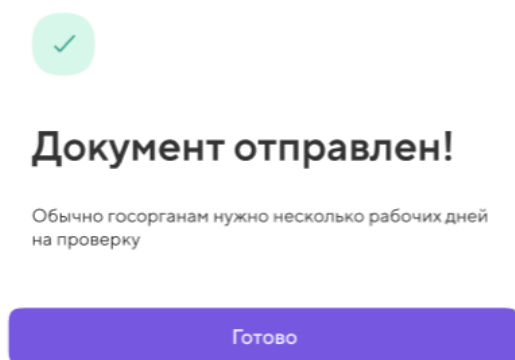 Документ отправлен!
Обычно госорганам нужно несколько рабочих дней
на проверку
Готово